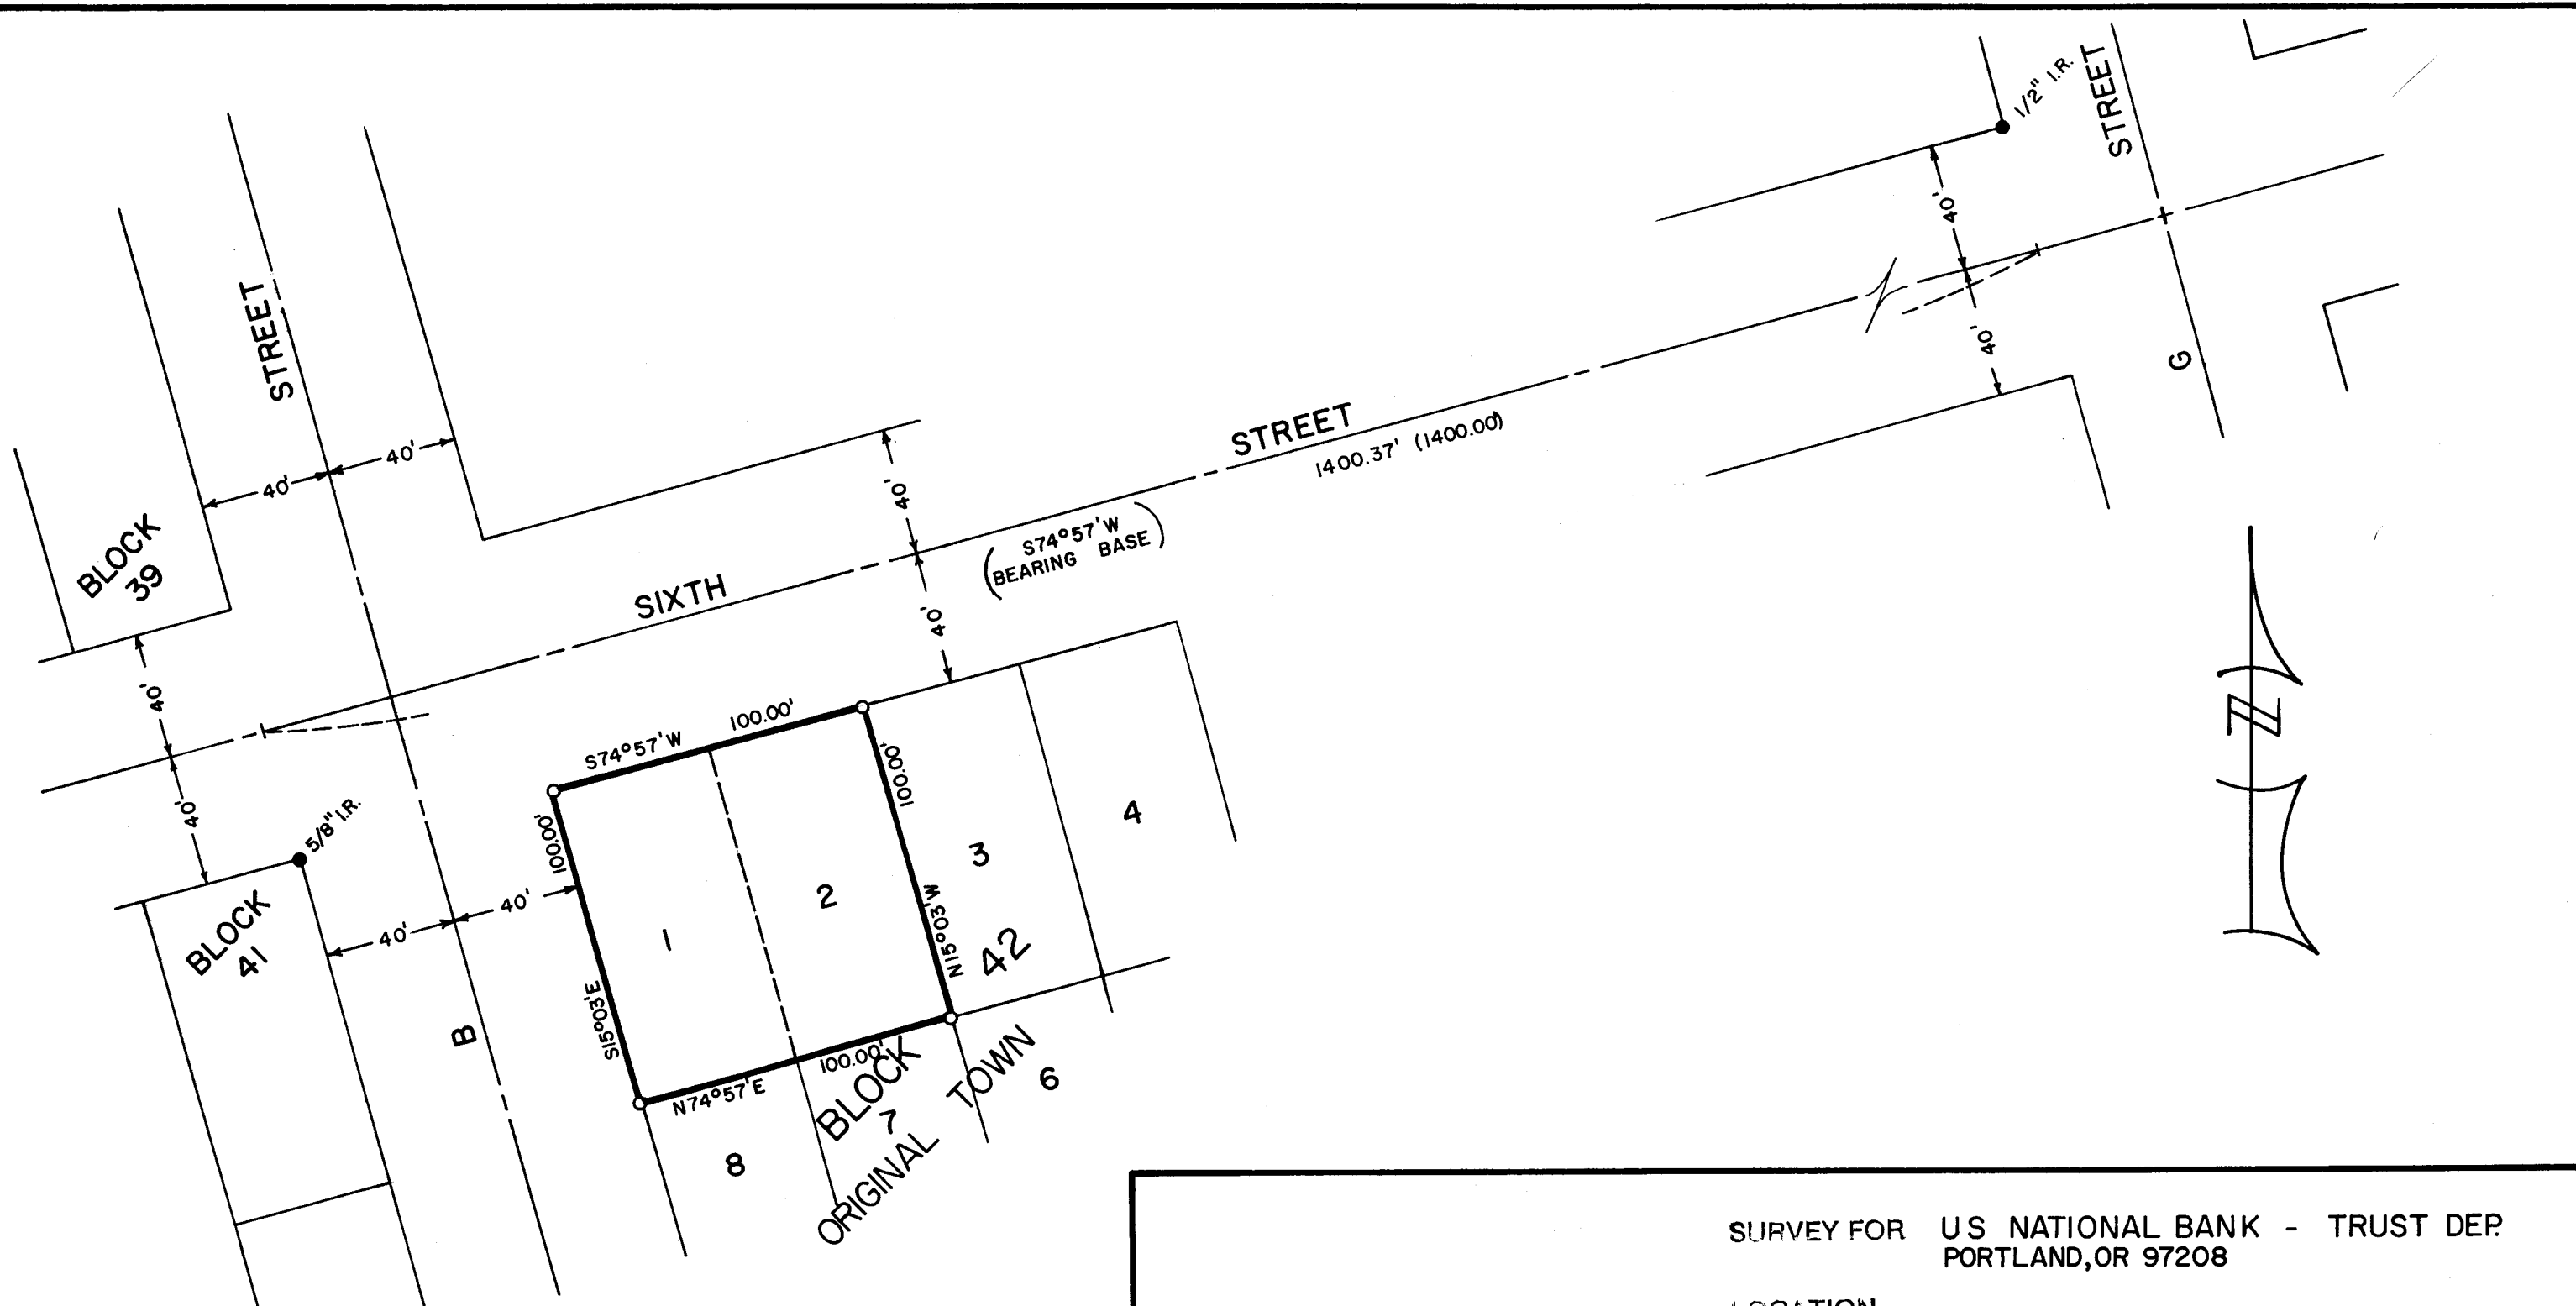 STREET
1/2" I.R.
STREET
40'
40'
G
40'
40'
BLOCK
39
40'
40'
STREET
1400.37' (1400.00')
S74°57'W
BEARING BASE
SIXTH
40'
40'
100.00'
S74°57'W
100.00'
100.00'
5/8" I.R.
40'
BLOCK
41
40'
40'
1
2
3
4
42
N15°03'W
S15°03'E
B
100.00'
N74°57'E
BLOCK
7
8
6
ORIGINAL TOWN
N
SURVEY FOR US NATIONAL BANK - TRUST DEP.
PORTLAND, OR 97208
LOCATION